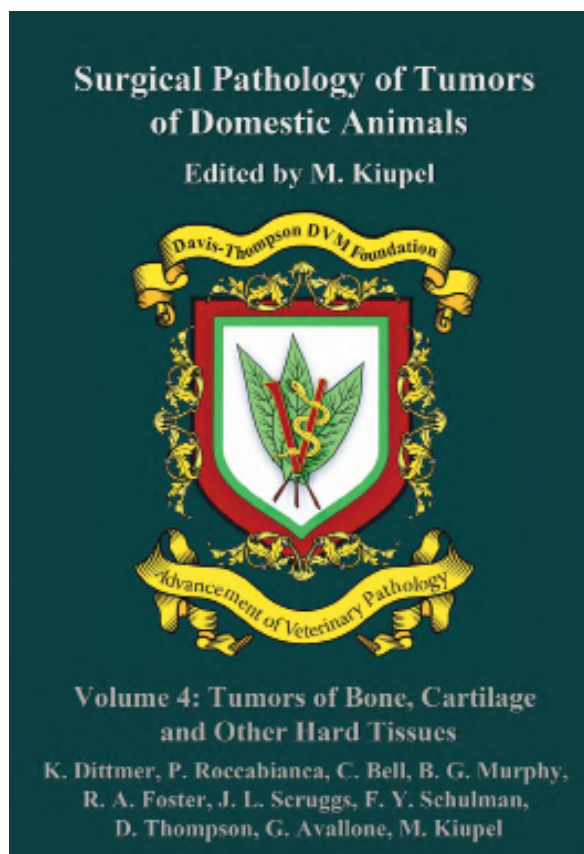 Surgical Pathology of Tumors
of Domestic Animals
Edited by M. Kiupel
Davis-Thompson DVM Foundation
V
Advancement of Veterinary Pathology
Volume 4: Tumors of Bone, Cartilage
and Other Hard Tissues
K. Dittmer, P. Roccabianca, C. Bell, B. G. Murphy,
R. A. Foster, J. L. Scruggs, F. Y. Schulman,
D. Thompson, G. Avallone, M. Kiupel